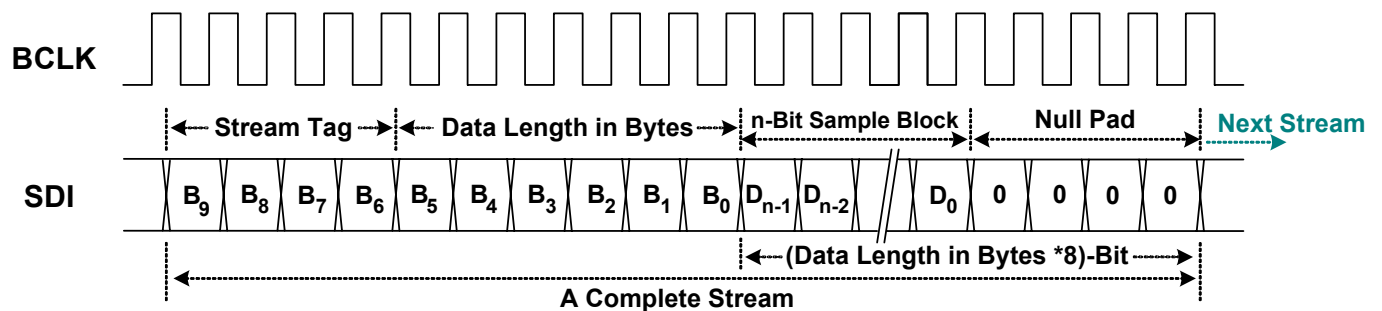 BCLK
Stream Tag Data Length in Bytes n-Bit Sample Block Null Pad Next Stream
SDI B9 B8 B7 B6 B5 B4 B3 B2 B1 B0 Dn-1 Dn-2 D0 0 0 0 0
(Data Length in Bytes *8)-Bit
A Complete Stream